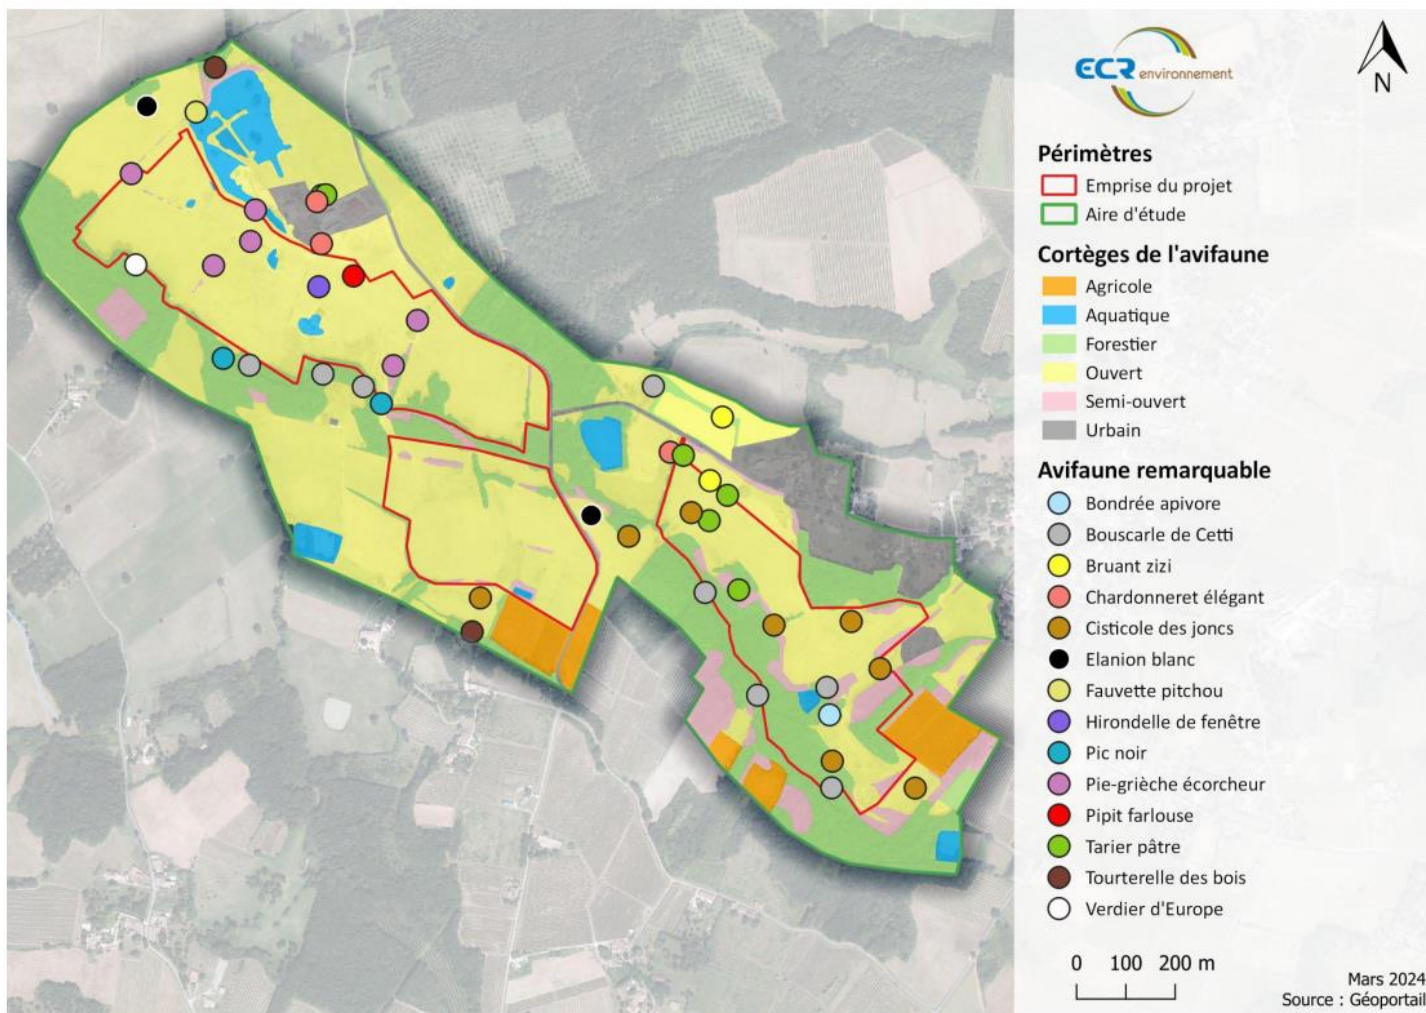 ECR environnement
N
Périmètres
Emprise du projet
Aire d'étude
Cortèges de l'avifaune
Agricole
Aquatique
Forestier
Ouvert
Semi-ouvert
Urbain
Avifaune remarquable
Bondrée apivore
Bouscarle de Cetti
Bruant zizi
Chardonneret élégant
Cisticole des joncs
Elanion blanc
Fauvette pitchou
Hirondelle de fenêtre
Pic noir
Pie-grièche écorcheur
Pipit farlouse
Tarier pâtre
Tourterelle des bois
Verdier d'Europe
0 100 200 m
Mars 2024
Source : Géoportail